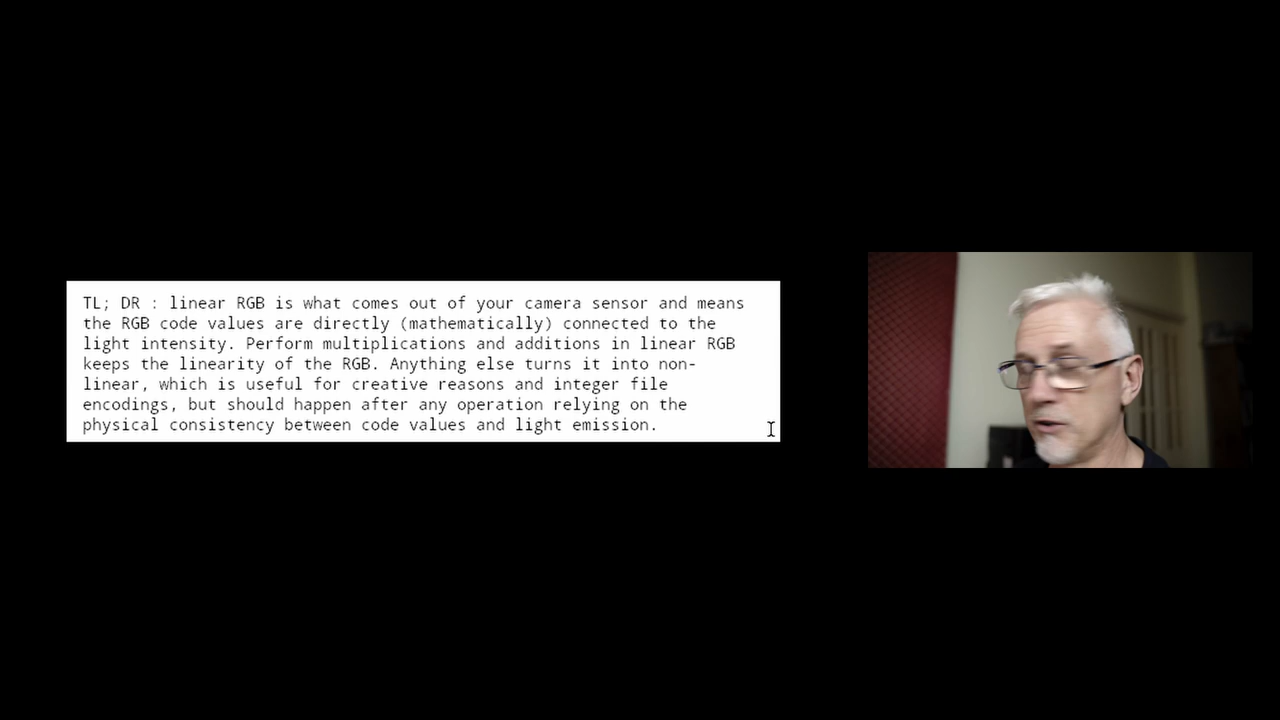 TL; DR : linear RGB is what comes out of your camera sensor and means
the RGB code values are directly (mathematically) connected to the
light intensity. Perform multiplications and additions in linear RGB
keeps the linearity of the RGB. Anything else turns it into non-
linear, which is useful for creative reasons and integer file
encodings, but should happen after any operation relying on the
physical consistency between code values and light emission.